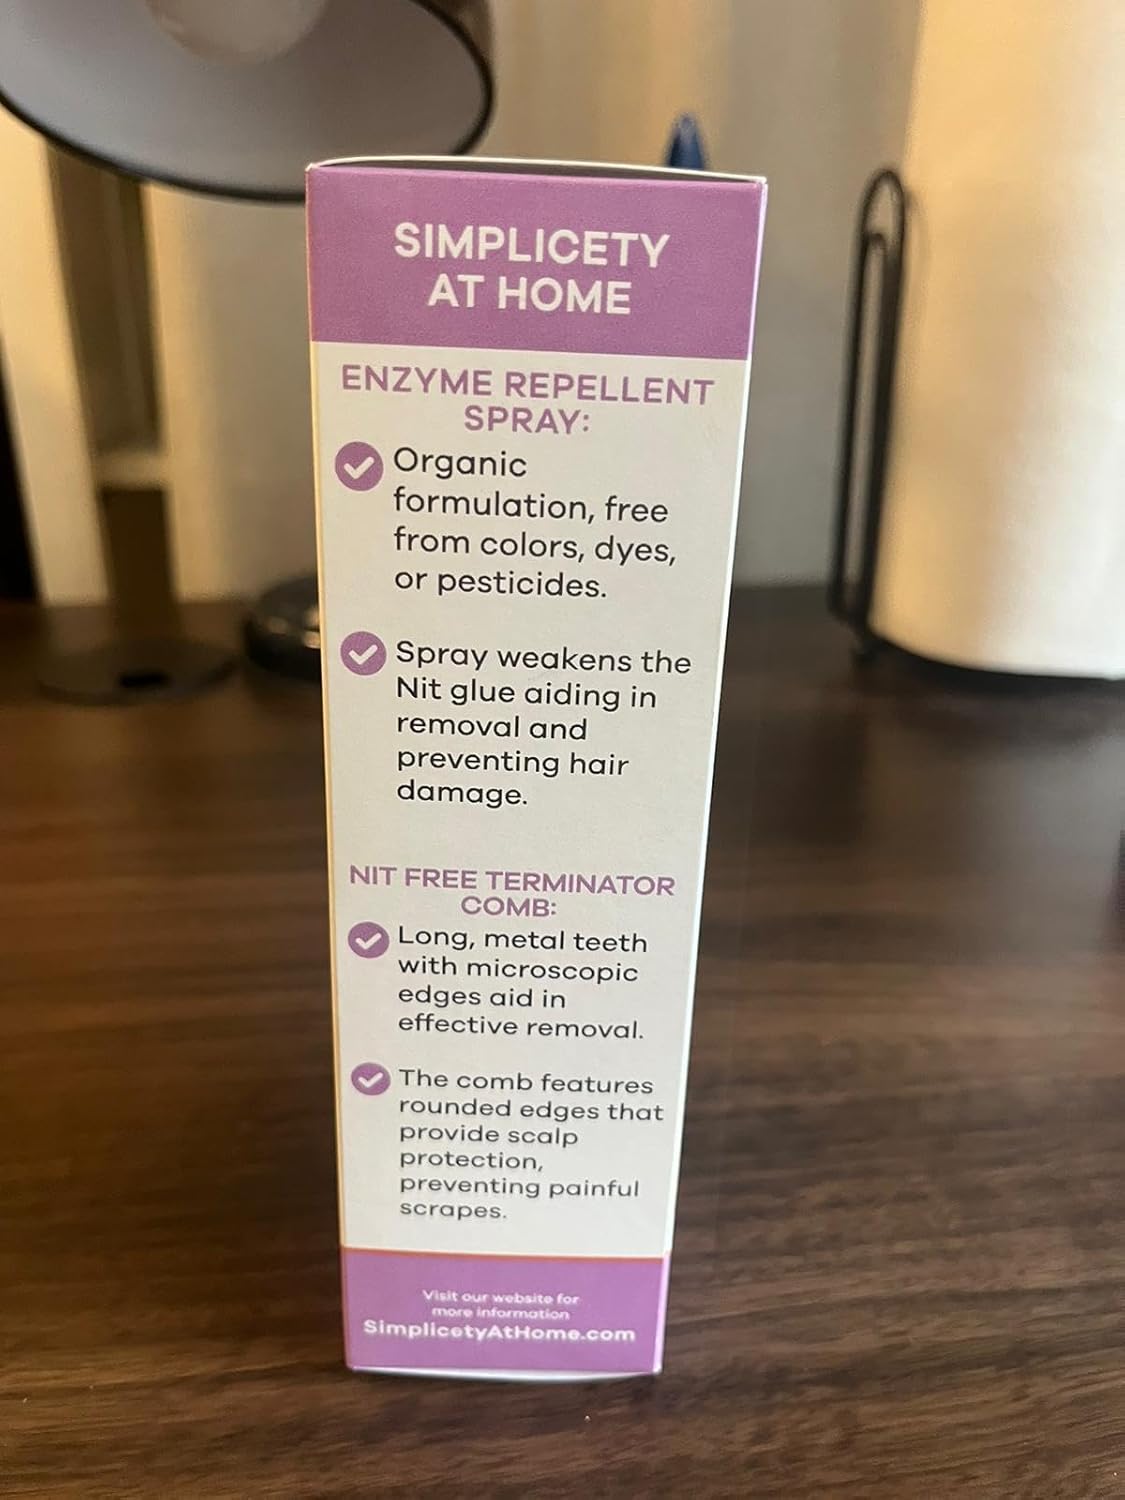 SIMPLICETY
AT HOME
ENZYME REPELLENT
SPRAY:
Organic
formulation, free
from colors, dyes,
or pesticides.
Spray weakens the
Nit glue aiding in
removal and
preventing hair
damage.
NIT FREE TERMINATOR
COMB:
Long, metal teeth
with microscopic
edges aid in
effective removal.
The comb features
rounded edges that
provide scalp
protection,
preventing painful
scrapes.
Visit our website for
more information
SimplicetyAtHome.com